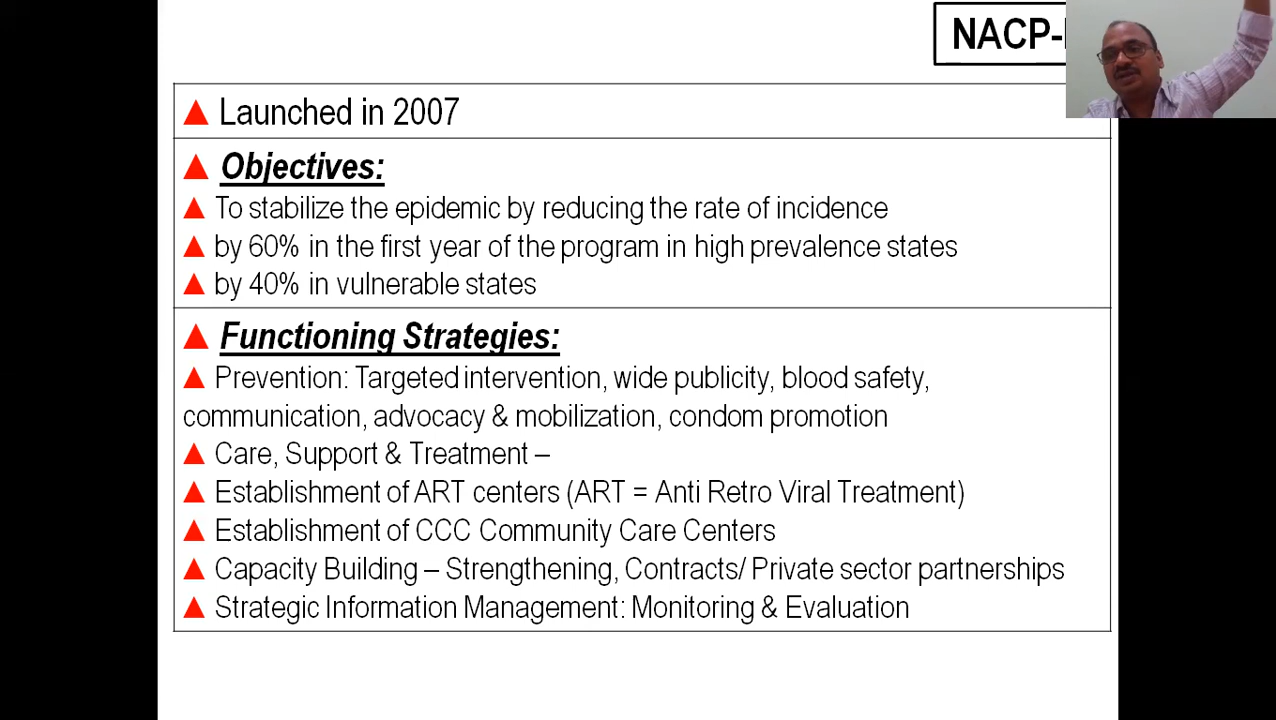 NACP-
▲ Launched in 2007
▲ Objectives:
▲ To stabilize the epidemic by reducing the rate of incidence
▲ by 60% in the first year of the program in high prevalence states
▲ by 40% in vulnerable states
▲ Functioning Strategies:
▲ Prevention: Targeted intervention, wide publicity, blood safety,
communication, advocacy & mobilization, condom promotion
▲ Care, Support & Treatment –
▲ Establishment of ART centers (ART = Anti Retro Viral Treatment)
▲ Establishment of CCC Community Care Centers
▲ Capacity Building – Strengthening, Contracts/ Private sector partnerships
▲ Strategic Information Management: Monitoring & Evaluation